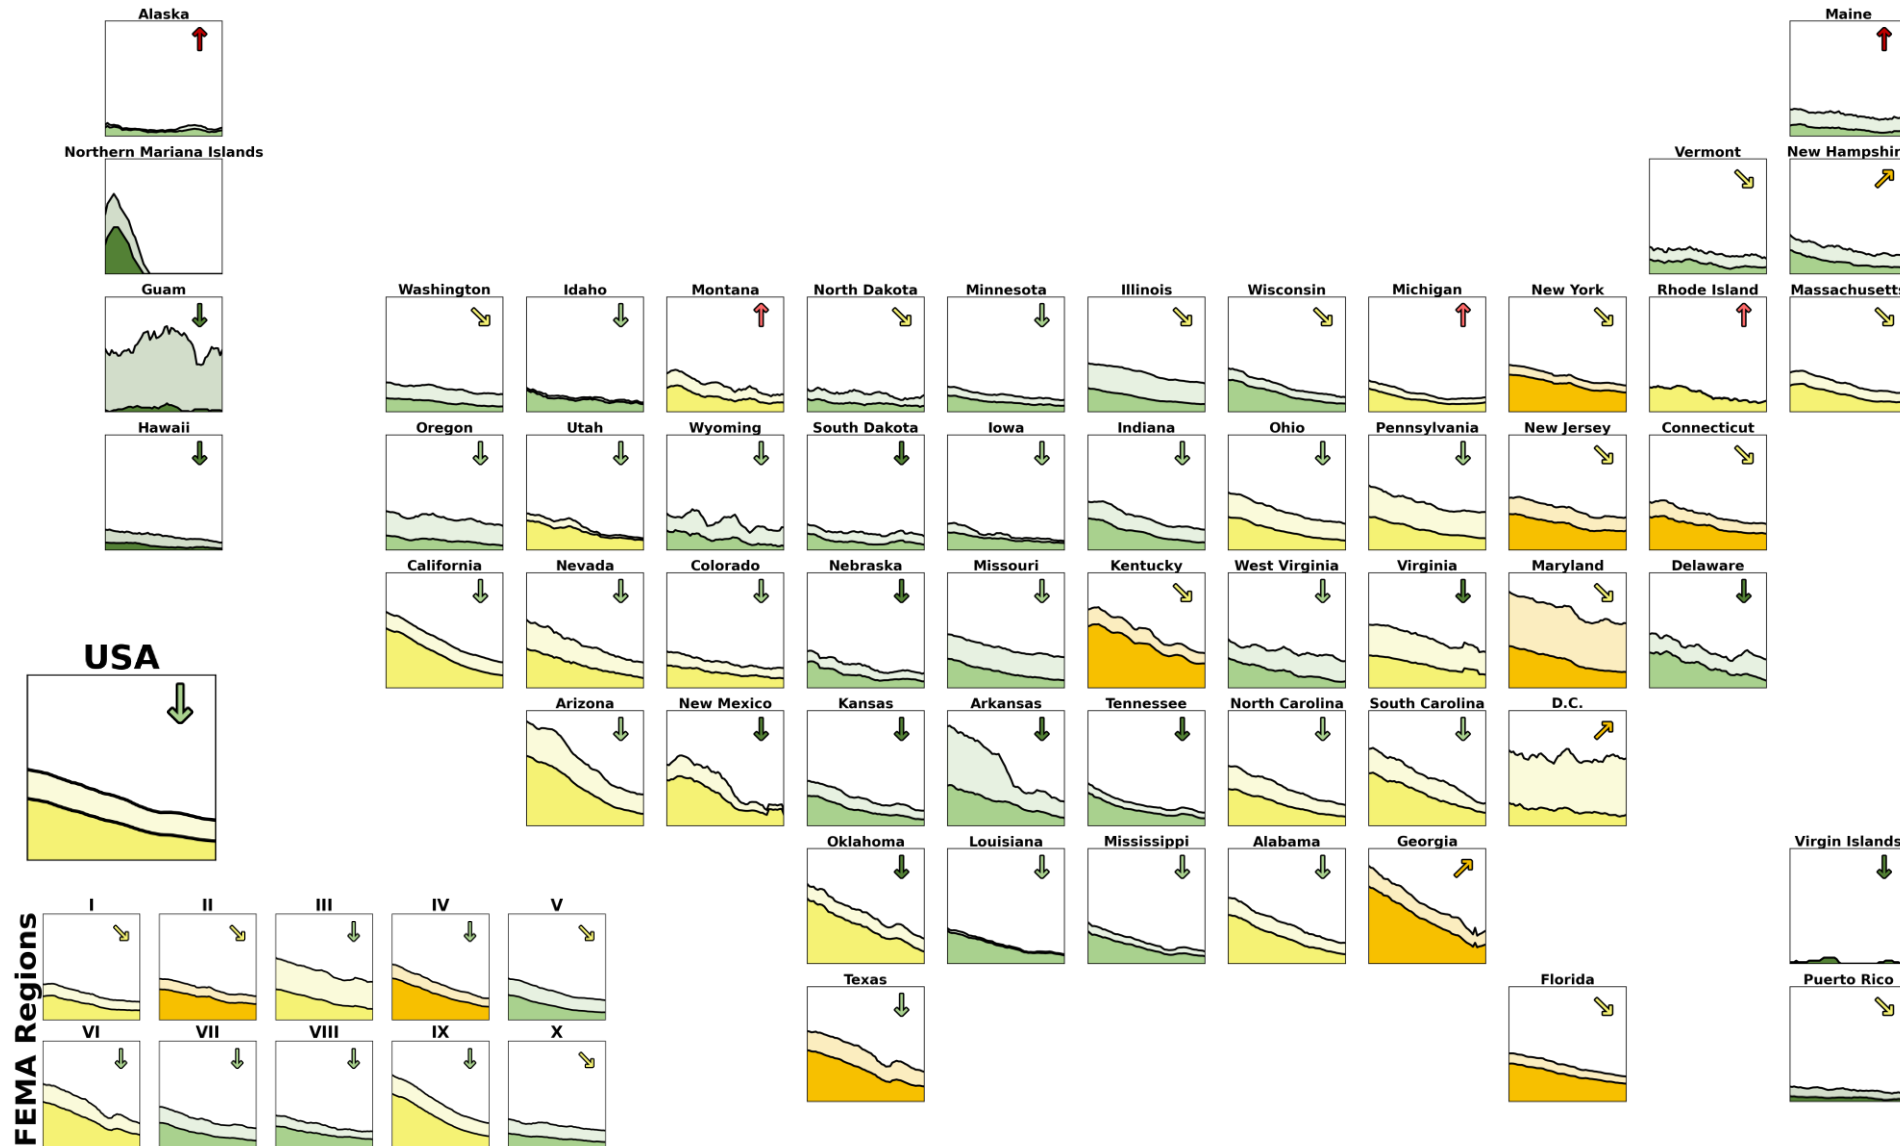 Alaska
Maine
Northern Mariana Islands
Vermont
New Hampshir
Guam
Washington
Idaho
Montana
North Dakota
Minnesota
Illinois
Wisconsin
Michigan
New York
Rhode Island
Massachusetts
Hawaii
Oregon
Utah
Wyoming
South Dakota
Iowa
Indiana
Ohio
Pennsylvania
New Jersey
Connecticut
California
Nevada
Colorado
Nebraska
Missouri
Kentucky
West Virginia
Virginia
Maryland
Delaware
USA
Arizona
New Mexico
Kansas
Arkansas
Tennessee
North Carolina
South Carolina
D.C.
Oklahoma
Louisiana
Mississippi
Alabama
Georgia
Virgin Islands
FEMA Regions
I
II
III
IV
V
Texas
Florida
Puerto Rico
VI
VII
VIII
IX
X